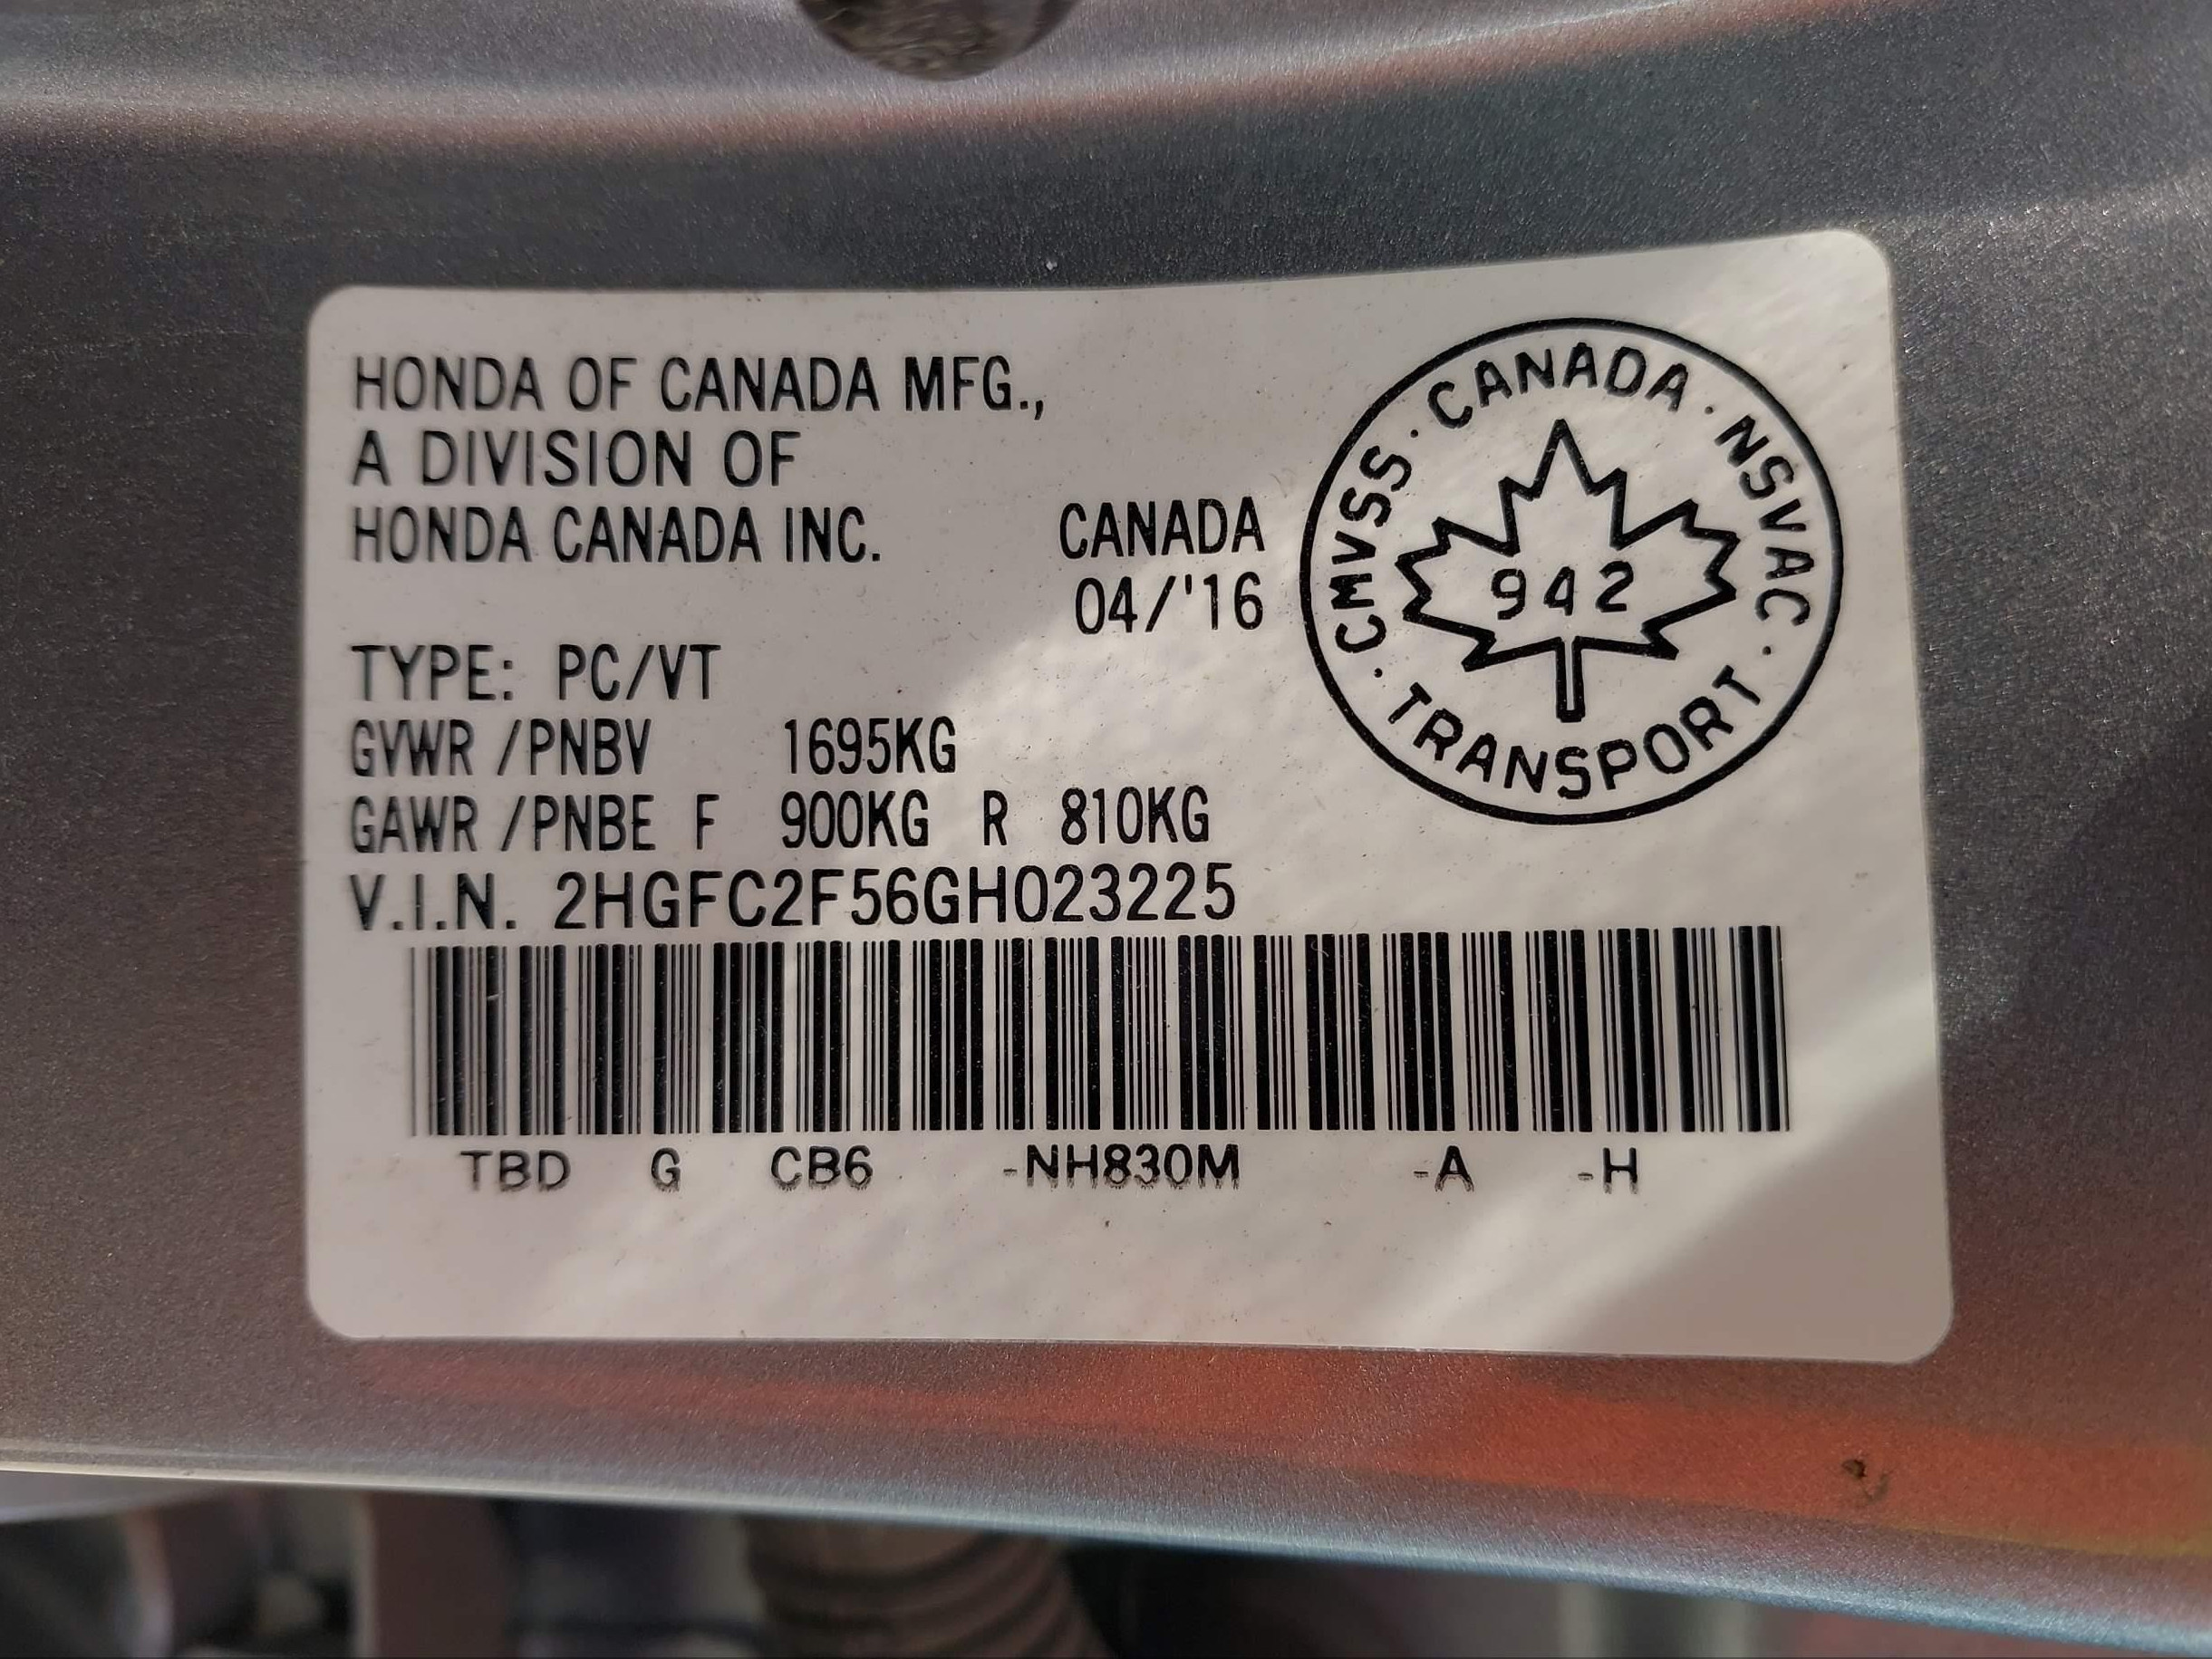 HONDA OF CANADA MFG.,
A DIVISION OF
HONDA CANADA INC.
CANADA
04/'16
CMVSS · CANADA · NSVAC · TRANSPORT ·
942
TYPE: PC/VT
GVWR /PNBV 1695KG
GAWR /PNBE F 900KG R 810KG
V.I.N. 2HGFC2F56GH023225
TBD G CB6 -NH830M -A -H